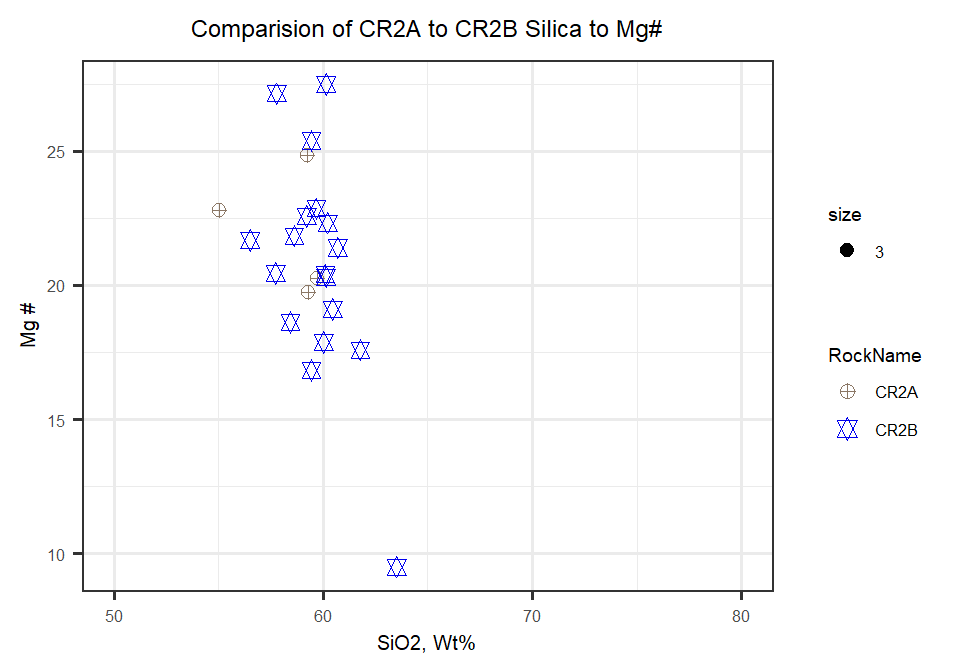 Comparision of CR2A to CR2B Silica to Mg#
25
20
15
10
Mg #
50 60 70 80
SiO2, Wt%
size
3
RockName
CR2A
CR2B